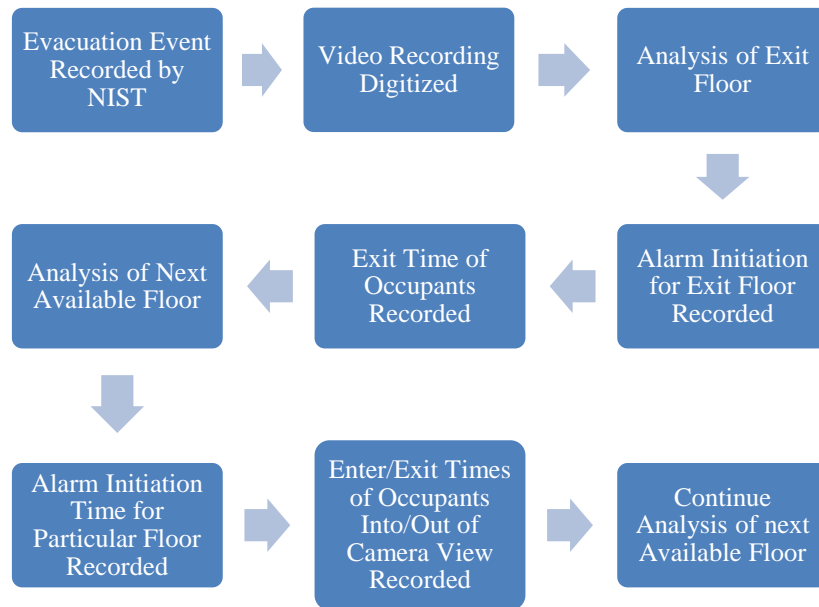 Evacuation Event
Recorded by
NIST
Video Recording
Digitized
Analysis of Exit
Floor
Alarm Initiation
for Exit Floor
Recorded
Exit Time of
Occupants
Recorded
Analysis of Next
Available Floor
Alarm Initiation
Time for
Particular Floor
Recorded
Enter/Exit Times
of Occupants
Into/Out of
Camera View
Recorded
Continue
Analysis of next
Available Floor